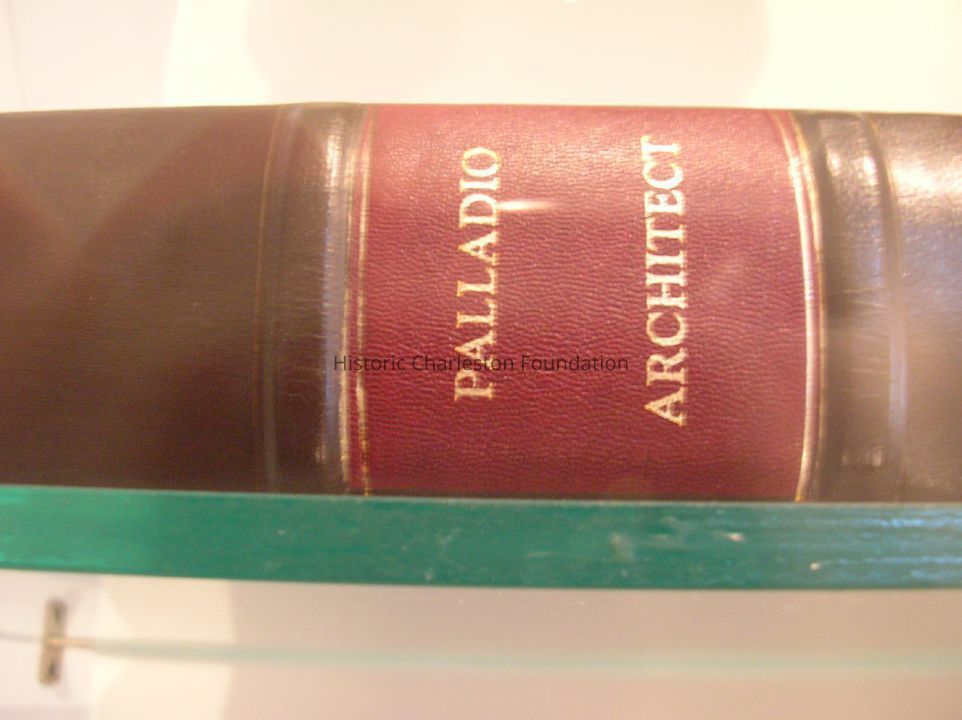 PALLADIO
ARCHITECT
Historic Charleston Foundation